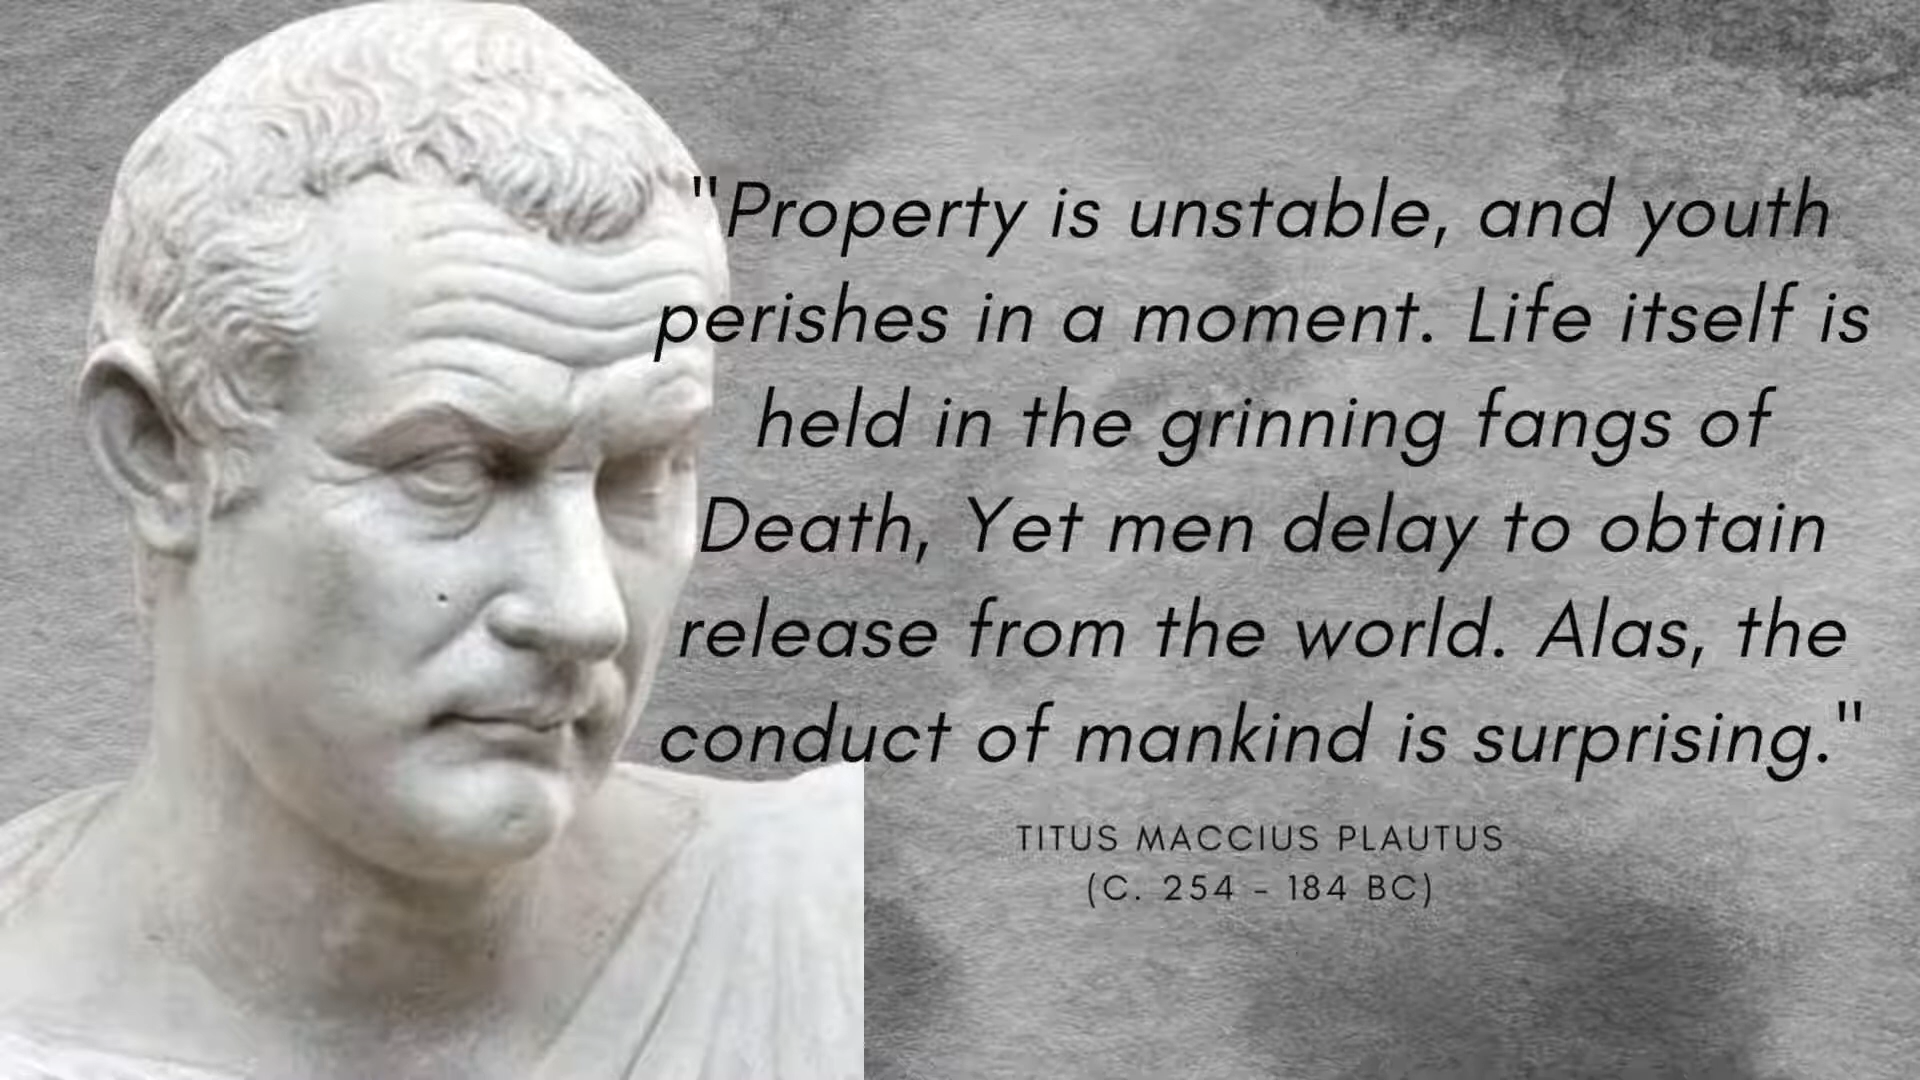 "Property is unstable, and youth
perishes in a moment. Life itself is
held in the grinning fangs of
Death, Yet men delay to obtain
release from the world. Alas, the
conduct of mankind is surprising."
TITUS MACCIUS PLAUTUS
(C. 254 - 184 BC)